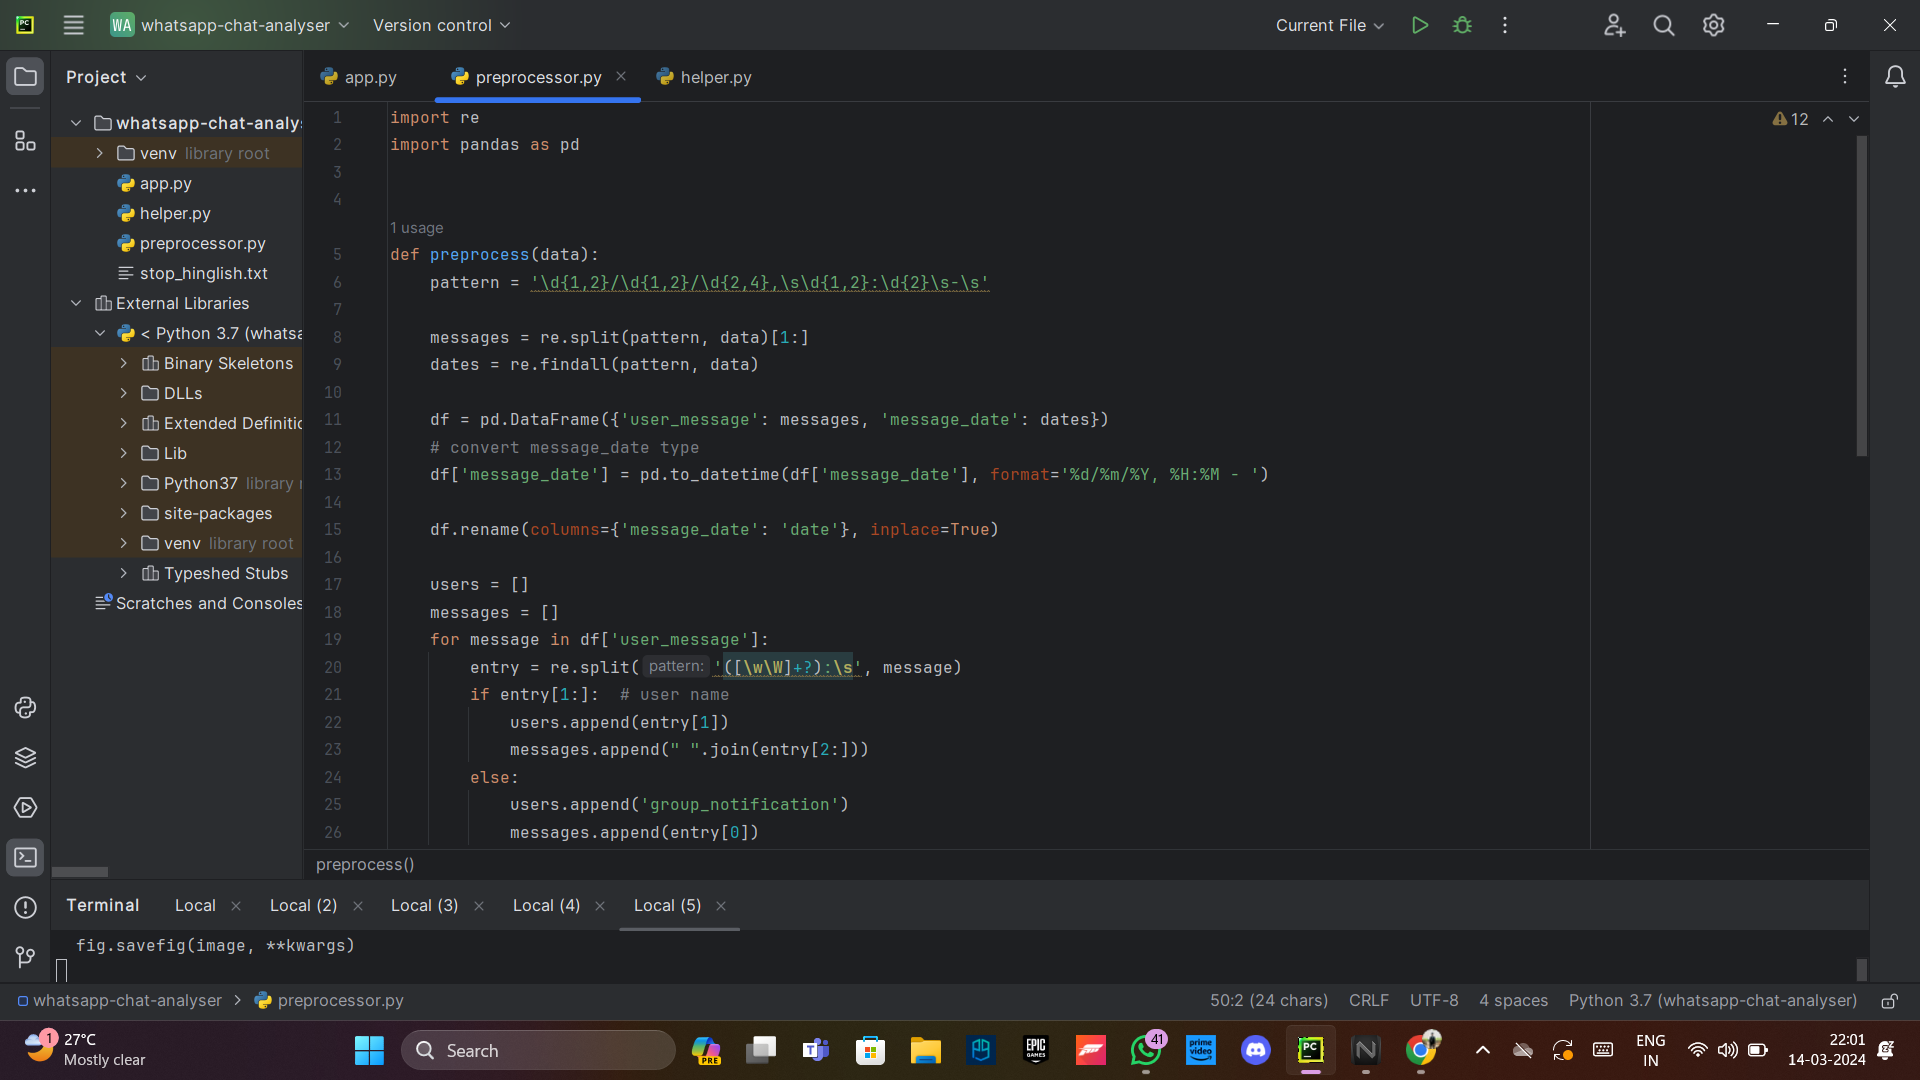 WA whatsapp-chat-analyser Version control Current File
Project
whatsapp-chat-analys
venv library root
app.py
helper.py
preprocessor.py
stop_hinglish.txt
External Libraries
< Python 3.7 (whatsa
Binary Skeletons
DLLs
Extended Definitic
Lib
Python37 library r
site-packages
venv library root
Typeshed Stubs
Scratches and Consoles
app.py preprocessor.py helper.py
12
1 import re
2 import pandas as pd
3
4
1 usage
5 def preprocess(data):
6 pattern = '\d{1,2}/\d{1,2}/\d{2,4},\s\d{1,2}:\d{2}\s-\s'
7
8 messages = re.split(pattern, data)[1:]
9 dates = re.findall(pattern, data)
10
11 df = pd.DataFrame({'user_message': messages, 'message_date': dates})
12 # convert message_date type
13 df['message_date'] = pd.to_datetime(df['message_date'], format='%d/%m/%Y, %H:%M - ')
14
15 df.rename(columns={'message_date': 'date'}, inplace=True)
16
17 users = []
18 messages = []
19 for message in df['user_message']:
20 entry = re.split( pattern: '([\w\W]+?):\s', message)
21 if entry[1:]: # user name
22 users.append(entry[1])
23 messages.append(" ".join(entry[2:]))
24 else:
25 users.append('group_notification')
26 messages.append(entry[0])
preprocess()
Terminal Local Local (2) Local (3) Local (4) Local (5)
fig.savefig(image, **kwargs)
whatsapp-chat-analyser > preprocessor.py 50:2 (24 chars) CRLF UTF-8 4 spaces Python 3.7 (whatsapp-chat-analyser)
1 27°C
Mostly clear
Search
PRE
EPIC
GAMES
41
prime
video
PC
ENG
IN
22:01
14-03-2024